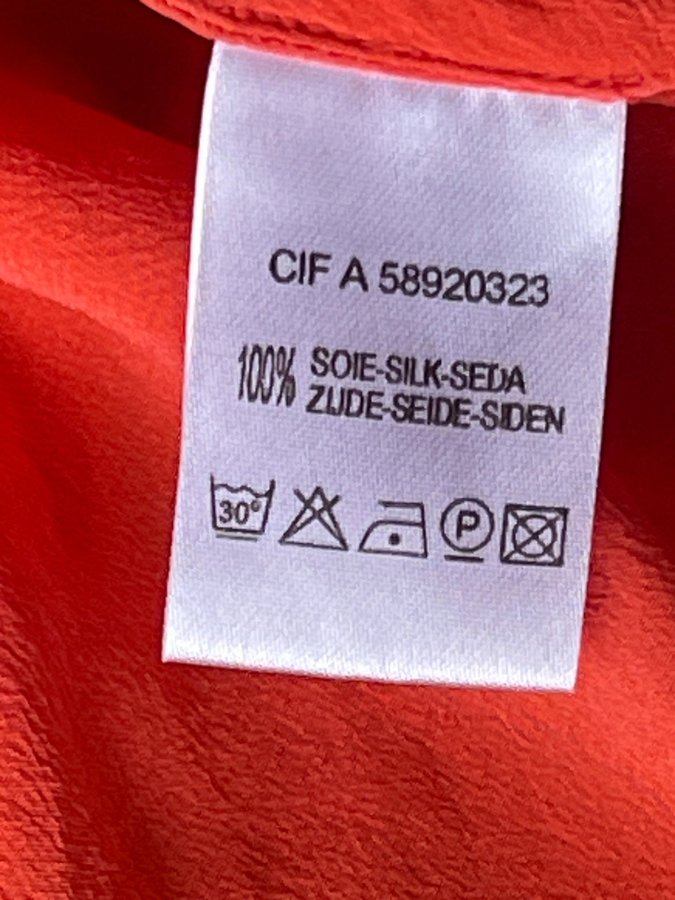 CIF A 58920323
100% SOIE-SILK-SEDA
ZIJDE-SEIDE-SIDEN
30° P